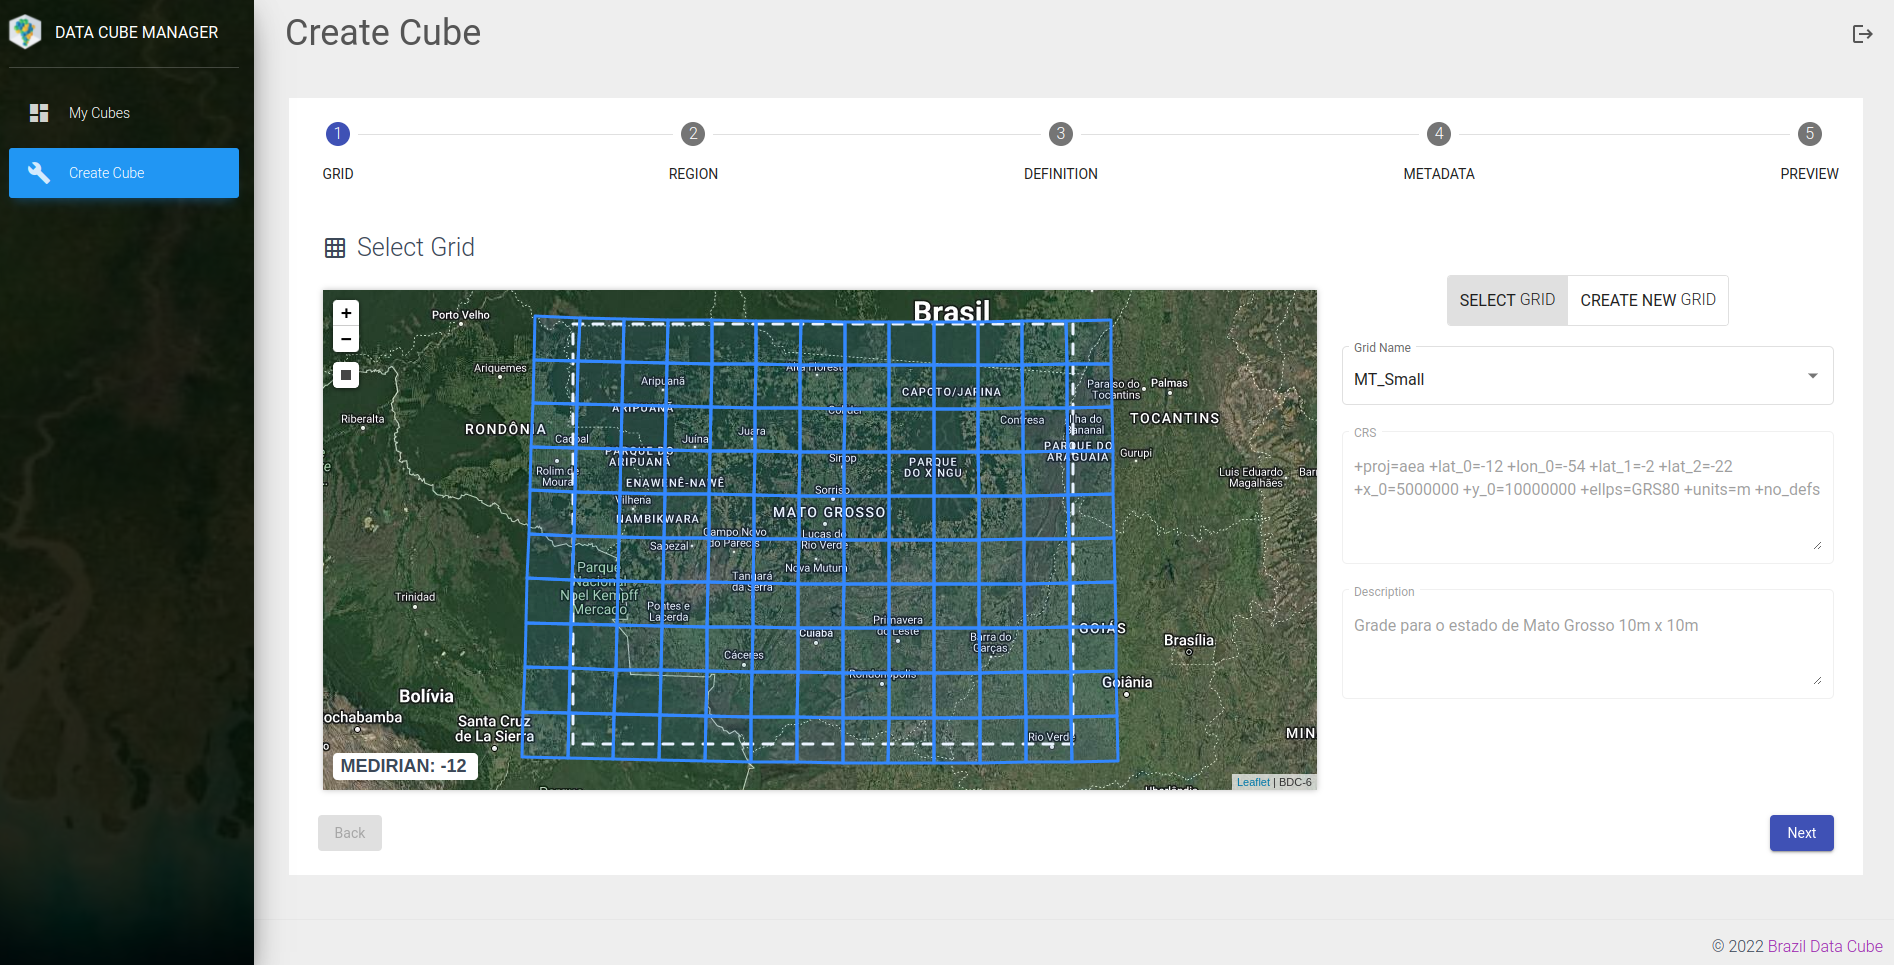 DATA CUBE MANAGER
My Cubes
Create Cube
Create Cube
1
2
3
4
5
GRID
REGION
DEFINITION
METADATA
PREVIEW
Select Grid
SELECT GRID
CREATE NEW GRID
Grid Name
MT_Small
CRS
+proj=aea +lat_0=-12 +lon_0=-54 +lat_1=-2 +lat_2=-22
+x_0=5000000 +y_0=10000000 +ellps=GRS80 +units=m +no_defs
Description
Grade para o estado de Mato Grosso 10m x 10m
+
−
Brasil
Porto Velho
Ariquemes
Aripuanã
Alta Floresta
CAPOTO/JARINA
Paraíso do
Tocantins
Palmas
Riberalta
RONDÔNIA
ARIPUANÃ
Colíder
Confresa
Ilha do
Bananal
TOCANTINS
Cacoal
Juína
Juara
PARQUE DO
ARIPUANÃ
Sinop
PARQUE
DO XINGU
PARQUE DO
ARAGUAIA
Gurupi
Rolim de
Moura
ENAWENÊ-NAWÊ
Luis Eduardo
Magalhães
Barr
Vilhena
Sorriso
NAMBIKWARA
MATO GROSSO
Sapezal
Campo Novo
do Parecis
Lucas do
Rio Verde
Parque
Nacional
Noel Kempff
Mercado
Nova Mutum
Tangará
da Serra
Trinidad
Pontes e
Lacerda
Cuiabá
Primavera
do Leste
Barra do
Garças
GOIÁS
Brasília
Cáceres
Rondonópolis
Goiânia
Bolívia
ochabamba
Santa Cruz
de La Sierra
Rio Verde
MIN
o
Uberlândia
MEDIRIAN: -12
Leaflet | BDC-6
Back
Next
© 2022 Brazil Data Cube